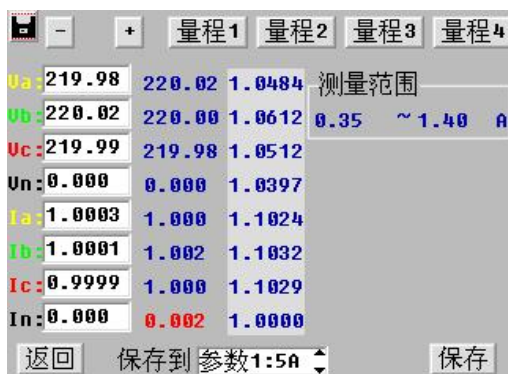 - + 量程1 量程2 量程3 量程4
Ua: 219.98 220.02 1.0484 测量范围
Ub: 220.02 220.00 1.0612 0.35 ~1.40 A
Uc: 219.99 219.98 1.0512
Un: 0.000 0.000 1.0397
Ia: 1.0003 1.000 1.1024
Ib: 1.0001 1.002 1.1032
Ic: 0.9999 1.000 1.1029
In: 0.000 0.002 1.0000
返回 保存到 参数1:5A 保存